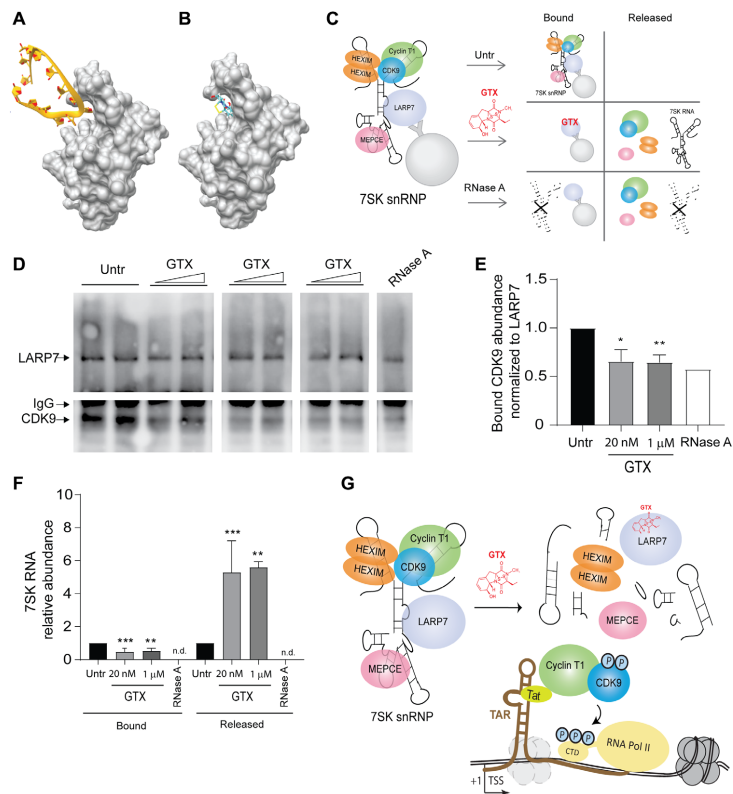 A
B
C
Bound
Released
HEXIM
HEXIM
Cyclin T1
CDK9
LARP7
MEPCE
7SK snRNP
Untr
GTX
RNase A
7SK snRNP
GTX
7SK RNA
D
Untr
GTX
GTX
GTX
RNase A
LARP7
IgG
CDK9
E
Bound CDK9 abundance
normalized to LARP7
1.5
1.0
0.5
0
*
**
Untr
20 nM
1 µM
RNase A
GTX
F
7SK RNA
relative abundance
10
8
6
4
2
0
***
**
n.d.
***
**
n.d.
Untr
20 nM
1 µM
RNase A
Untr
20 nM
1 µM
RNase A
GTX
GTX
Bound
Released
G
HEXIM
HEXIM
Cyclin T1
CDK9
LARP7
MEPCE
7SK snRNP
GTX
GTX
LARP7
HEXIM
HEXIM
MEPCE
Cyclin T1
P
P
CDK9
Tat
TAR
P
P
P
CTD
RNA Pol II
+1
TSS